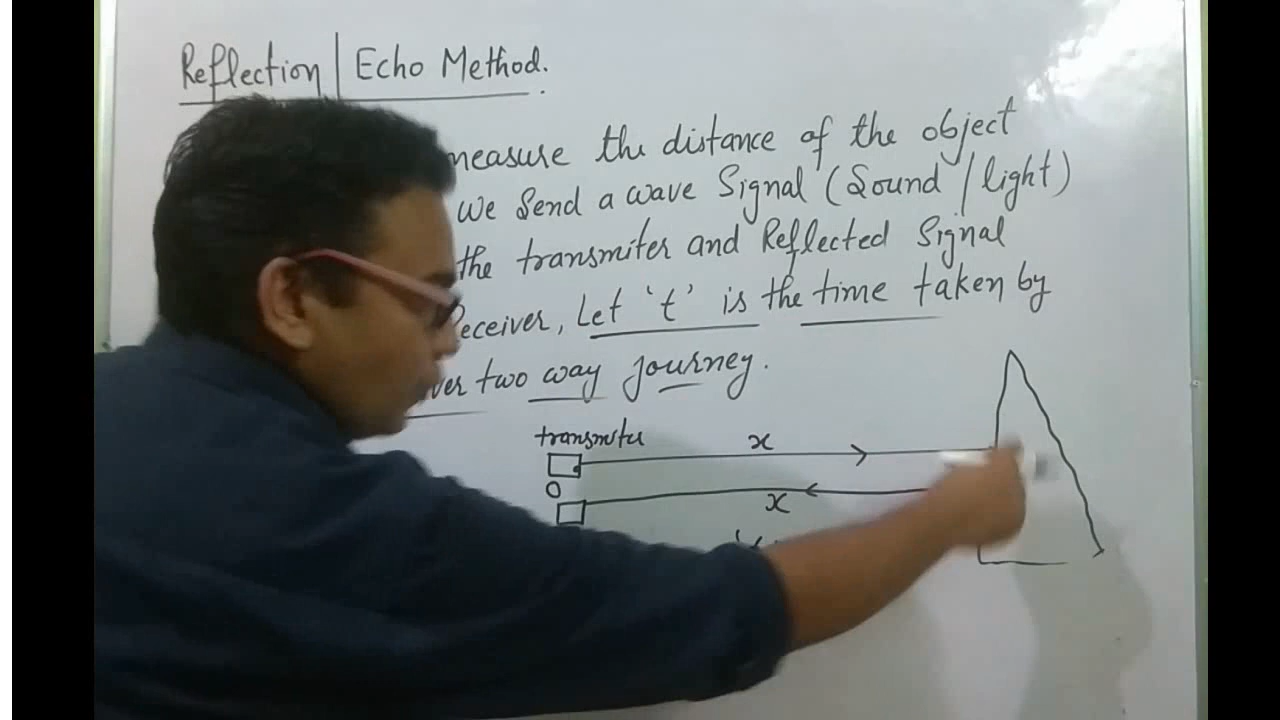 Reflection | Echo Method.
measure the distance of the object
we Send a wave Signal (Sound / light)
the transmiter and Reflected Signal
Receiver, Let 't' is the time taken by
two way journey.
transmiter
x
O
x